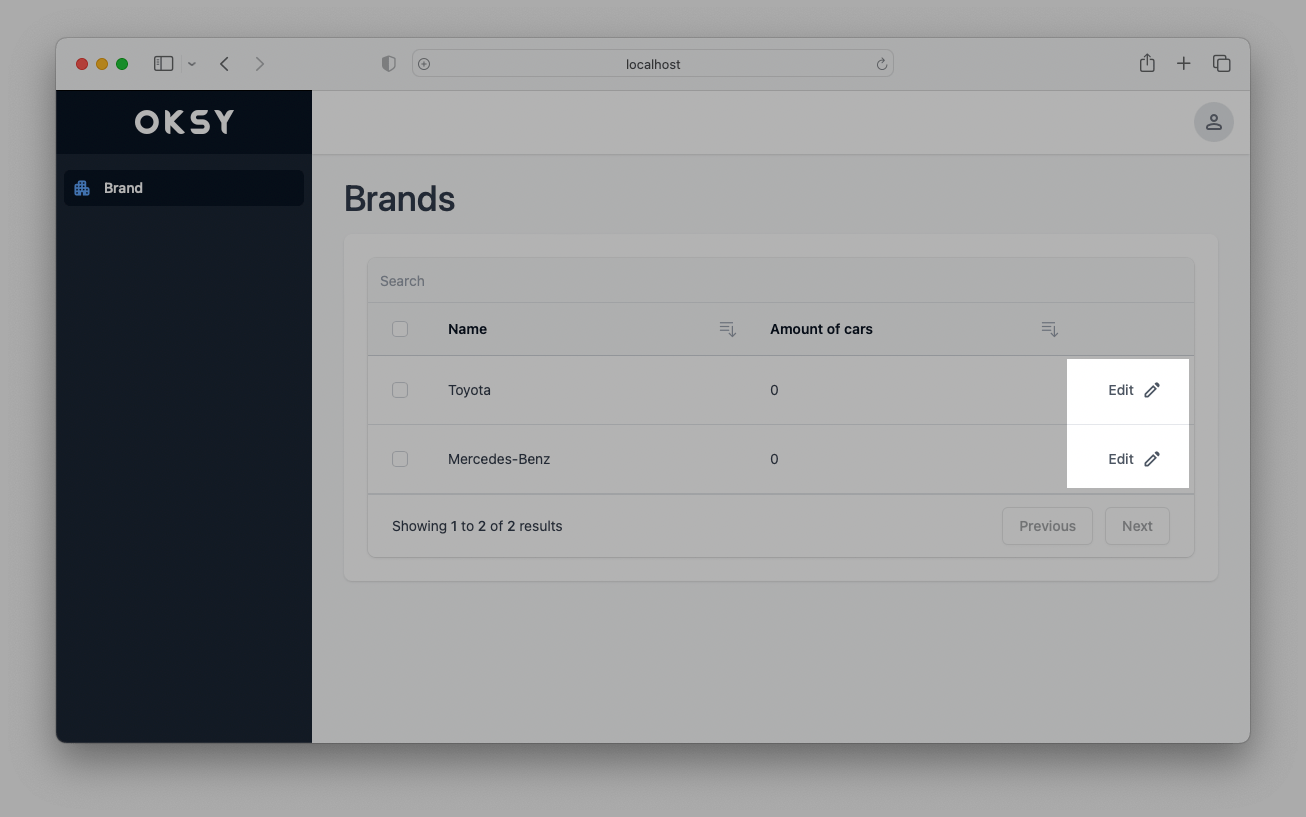 localhost
OKSY
Brand
Brands
Search
Name Amount of cars
Toyota 0 Edit
Mercedes-Benz 0 Edit
Showing 1 to 2 of 2 results Previous Next